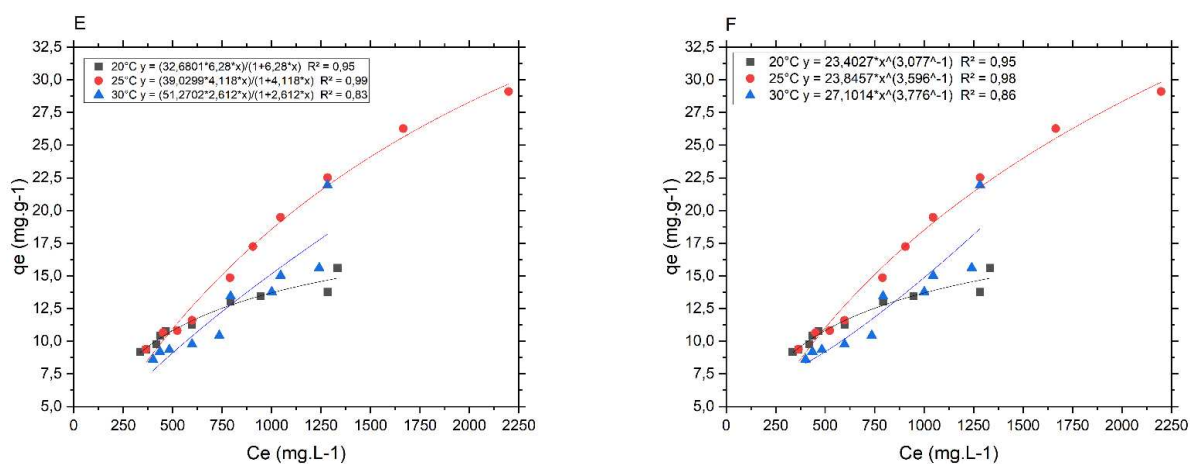 E
32,5
30,0
27,5
25,0
22,5
20,0
17,5
15,0
12,5
10,0
7,5
5,0
qe (mg.g-1)
20°C y = (32,6801*6,28*x)/(1+6,28*x) R² = 0,95
25°C y = (39,0299*4,118*x)/(1+4,118*x) R² = 0,99
30°C y = (51,2702*2,612*x)/(1+2,612*x) R² = 0,83
0 250 500 750 1000 1250 1500 1750 2000 2250
Ce (mg.L-1)
F
32,5
30,0
27,5
25,0
22,5
20,0
17,5
15,0
12,5
10,0
7,5
5,0
qe (mg.g-1)
20°C y = 23,4027*x^(3,077^-1) R² = 0,95
25°C y = 23,8457*x^(3,596^-1) R² = 0,98
30°C y = 27,1014*x^(3,776^-1) R² = 0,86
0 250 500 750 1000 1250 1500 1750 2000 2250
Ce (mg.L-1)